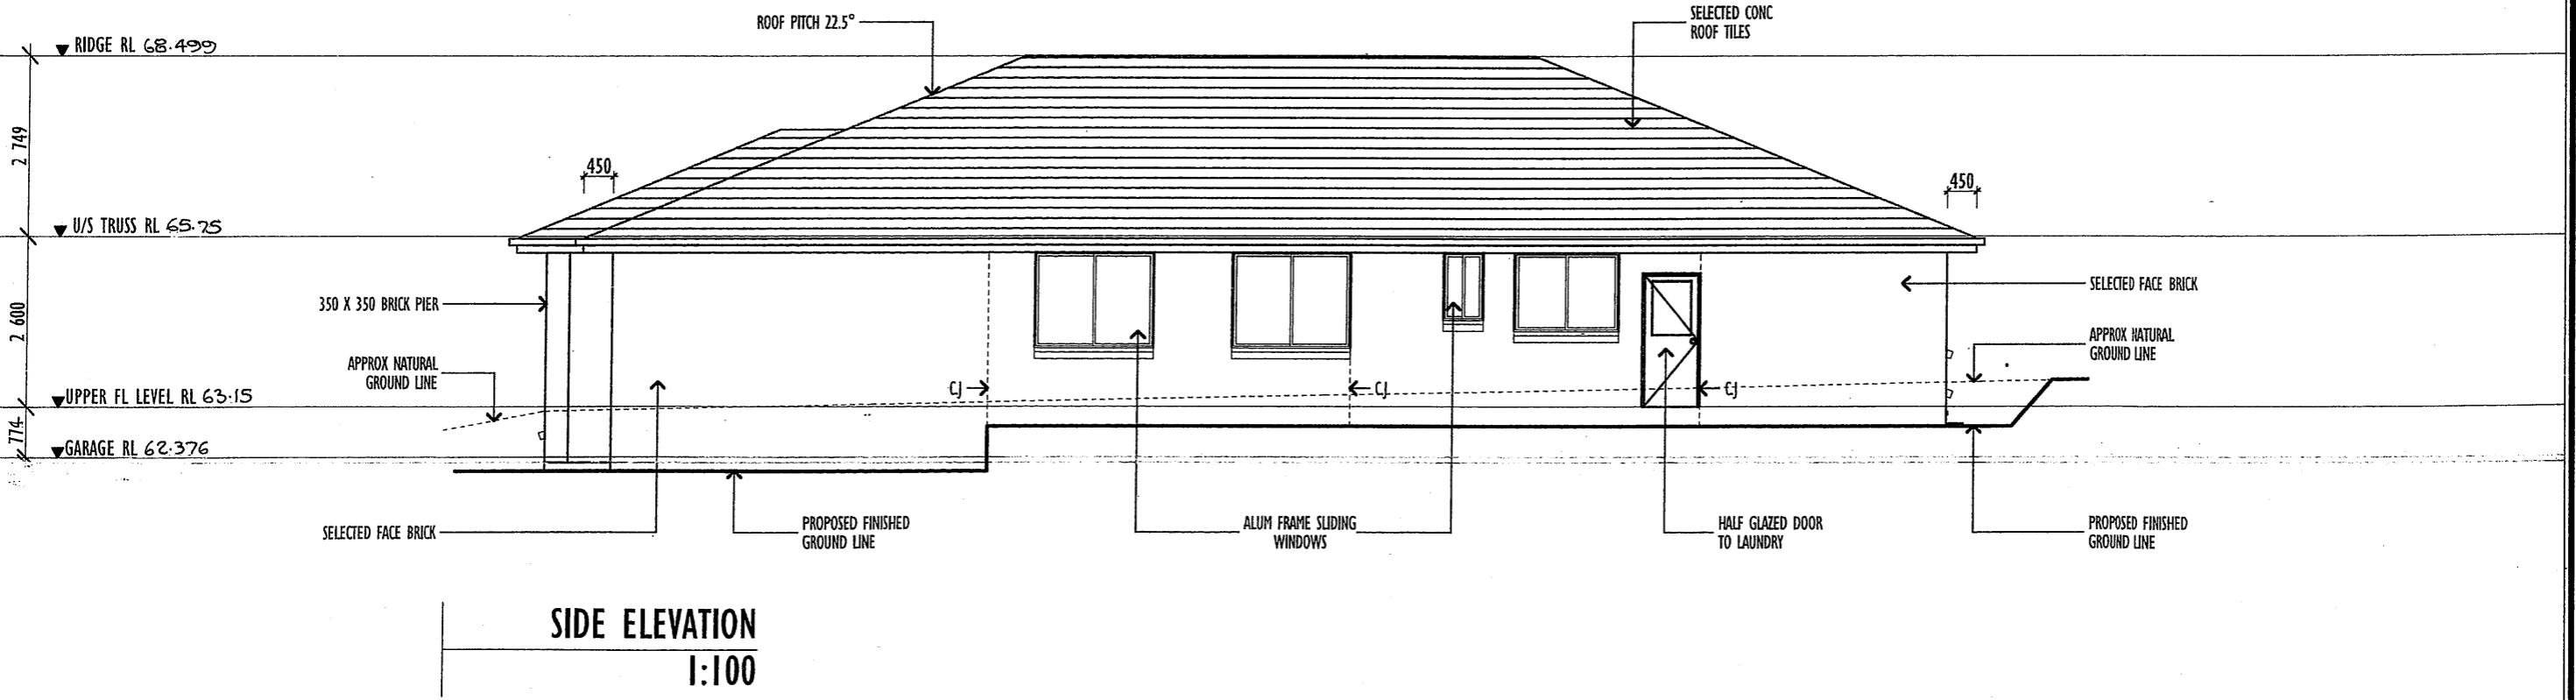 ROOF PITCH 22.5°
SELECTED CONC
ROOF TILES
RIDGE RL 68.499
2 749
450
450
U/S TRUSS RL 65.75
2 600
350 X 350 BRICK PIER
SELECTED FACE BRICK
APPROX NATURAL
GROUND LINE
APPROX NATURAL
GROUND LINE
CJ
CJ
CJ
UPPER FL LEVEL RL 63.15
774
GARAGE RL 62.376
SELECTED FACE BRICK
PROPOSED FINISHED
GROUND LINE
ALUM FRAME SLIDING
WINDOWS
HALF GLAZED DOOR
TO LAUNDRY
PROPOSED FINISHED
GROUND LINE
SIDE ELEVATION
1:100